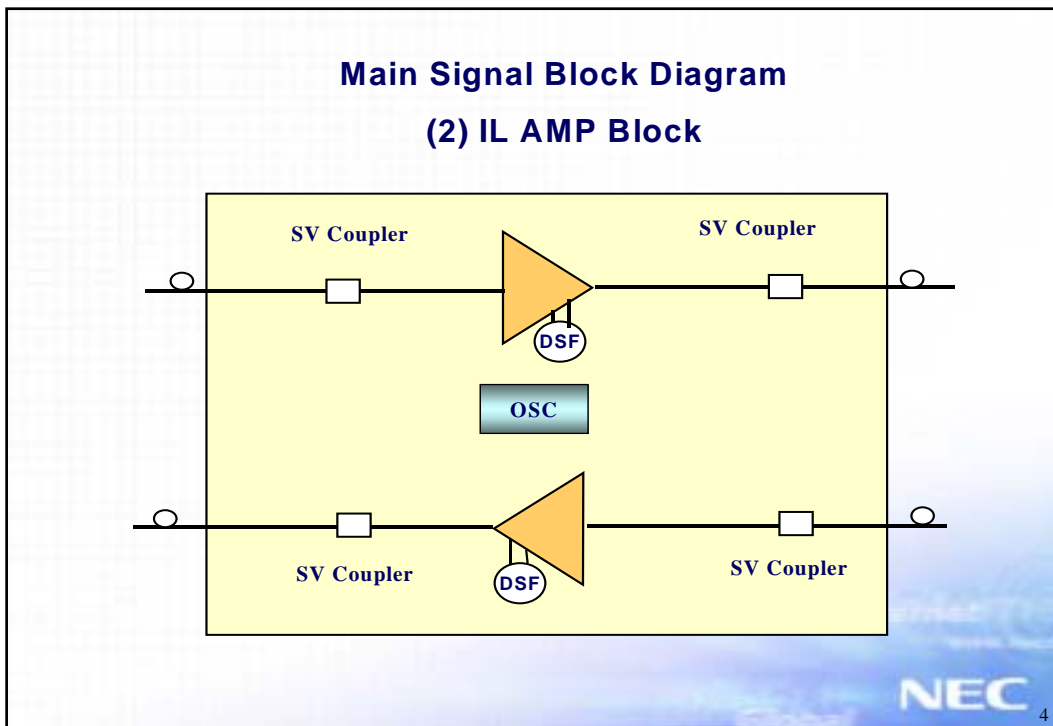 Main Signal Block Diagram
(2) IL AMP Block
SV Coupler
SV Coupler
DSF
OSC
SV Coupler
DSF
SV Coupler
NEC
4